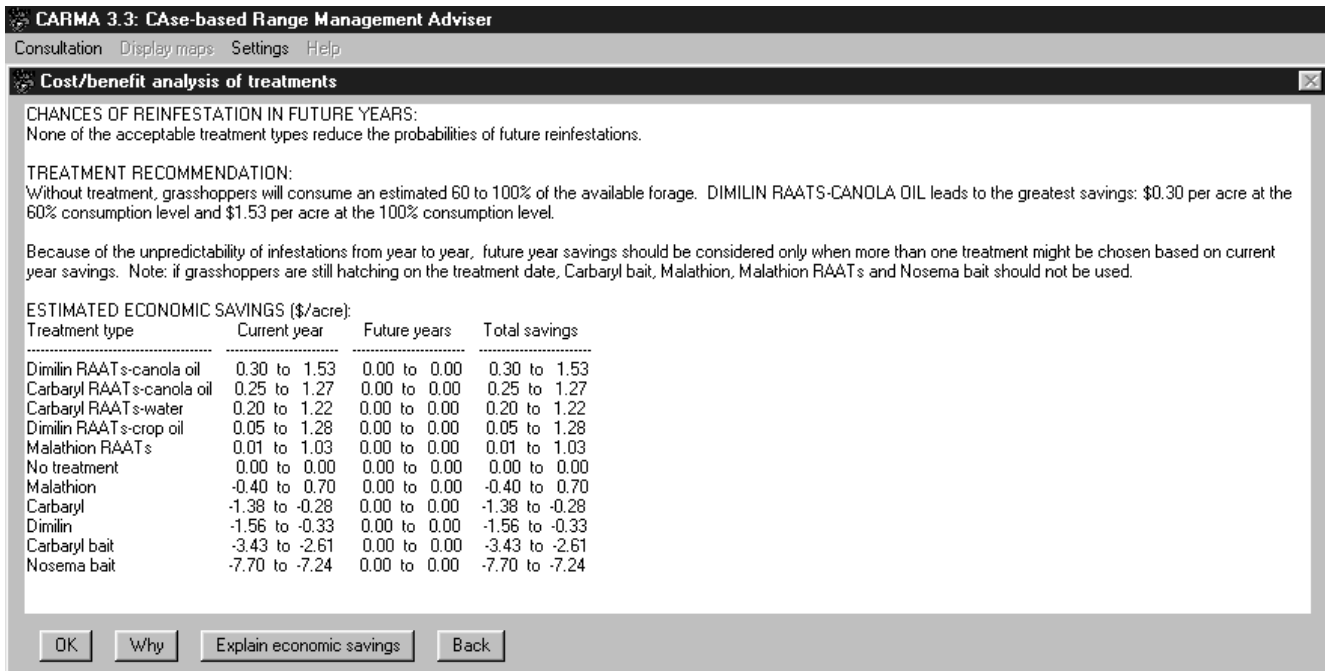 CARMA 3.3: CAse-based Range Management Adviser
Consultation Display maps Settings Help
Cost/benefit analysis of treatments
CHANCES OF REINFESTATION IN FUTURE YEARS:
None of the acceptable treatment types reduce the probabilities of future reinfestations.
TREATMENT RECOMMENDATION:
Without treatment, grasshoppers will consume an estimated 60 to 100% of the available forage. DIMILIN RAATS-CANOLA OIL leads to the greatest savings: $0.30 per acre at the
60% consumption level and $1.53 per acre at the 100% consumption level.
Because of the unpredictability of infestations from year to year, future year savings should be considered only when more than one treatment might be chosen based on current
year savings. Note: if grasshoppers are still hatching on the treatment date, Carbaryl bait, Malathion, Malathion RAATs and Nosema bait should not be used.
ESTIMATED ECONOMIC SAVINGS ($/acre):
Treatment type Current year Future years Total savings
Dimilin RAATs-canola oil 0.30 to 1.53 0.00 to 0.00 0.30 to 1.53
Carbaryl RAATs-canola oil 0.25 to 1.27 0.00 to 0.00 0.25 to 1.27
Carbaryl RAATs-water 0.20 to 1.22 0.00 to 0.00 0.20 to 1.22
Dimilin RAATs-crop oil 0.05 to 1.28 0.00 to 0.00 0.05 to 1.28
Malathion RAATs 0.01 to 1.03 0.00 to 0.00 0.01 to 1.03
No treatment 0.00 to 0.00 0.00 to 0.00 0.00 to 0.00
Malathion -0.40 to 0.70 0.00 to 0.00 -0.40 to 0.70
Carbaryl -1.38 to -0.28 0.00 to 0.00 -1.38 to -0.28
Dimilin -1.56 to -0.33 0.00 to 0.00 -1.56 to -0.33
Carbaryl bait -3.43 to -2.61 0.00 to 0.00 -3.43 to -2.61
Nosema bait -7.70 to -7.24 0.00 to 0.00 -7.70 to -7.24
OK Why Explain economic savings Back